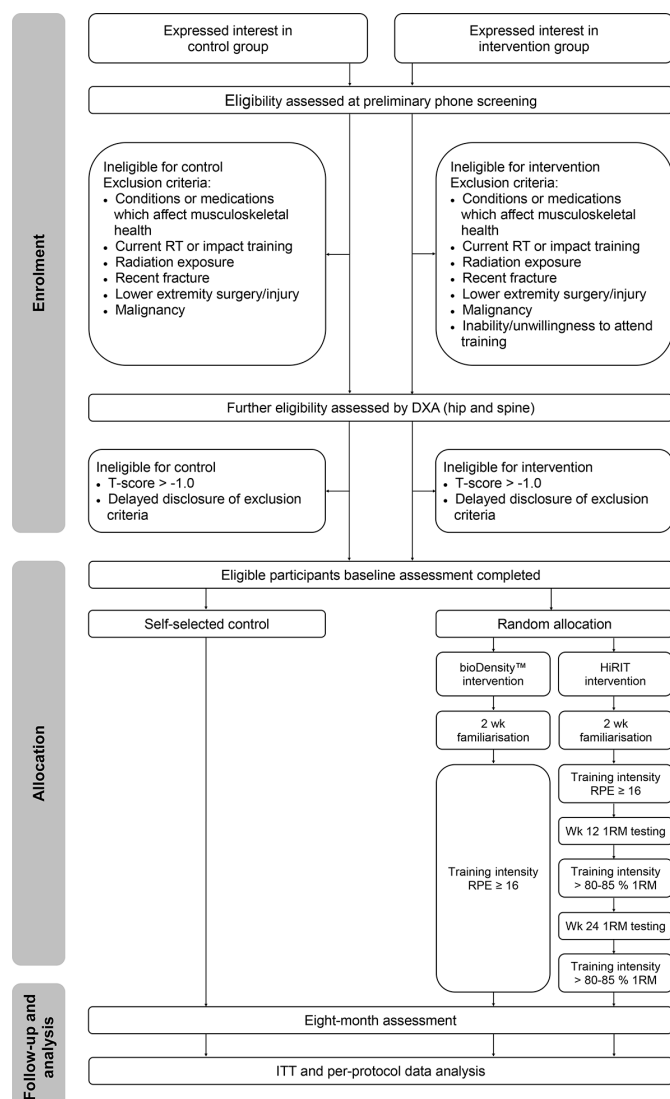 Expressed interest in
control group
Expressed interest in
intervention group
Eligibility assessed at preliminary phone screening
Enrolment
Ineligible for control
Exclusion criteria:
• Conditions or medications
which affect musculoskeletal
health
• Current RT or impact training
• Radiation exposure
• Recent fracture
• Lower extremity surgery/injury
• Malignancy
Ineligible for intervention
Exclusion criteria:
• Conditions or medications
which affect musculoskeletal
health
• Current RT or impact training
• Radiation exposure
• Recent fracture
• Lower extremity surgery/injury
• Malignancy
• Inability/unwillingness to attend
training
Further eligibility assessed by DXA (hip and spine)
Ineligible for control
• T-score > -1.0
• Delayed disclosure of exclusion
criteria
Ineligible for intervention
• T-score > -1.0
• Delayed disclosure of exclusion
criteria
Allocation
Eligible participants baseline assessment completed
Self-selected control
Random allocation
bioDensity™
intervention
HiRIT
intervention
2 wk
familiarisation
2 wk
familiarisation
Training intensity
RPE ≥ 16
Training intensity
RPE ≥ 16
Wk 12 1RM testing
Training intensity
> 80-85 % 1RM
Wk 24 1RM testing
Training intensity
> 80-85 % 1RM
Follow-up and
analysis
Eight-month assessment
ITT and per-protocol data analysis